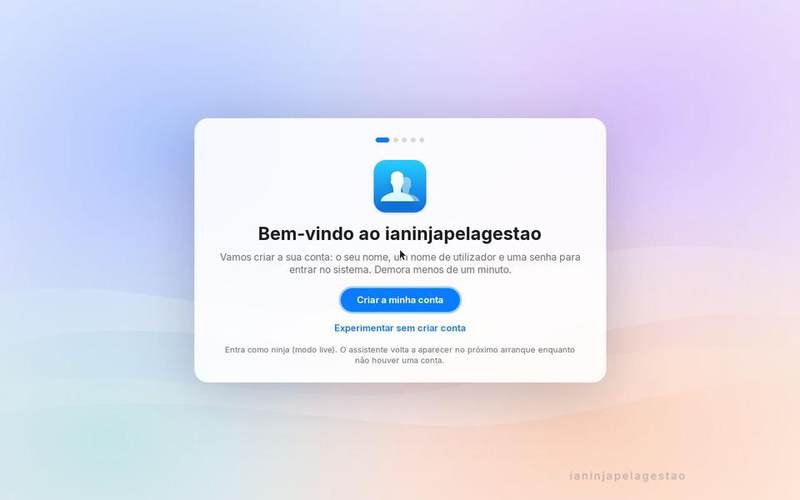 Bem-vindo ao ianinjapelagestao
Vamos criar a sua conta: o seu nome, um nome de utilizador e uma senha para
entrar no sistema. Demora menos de um minuto.
Criar a minha conta
Experimentar sem criar conta
Entra como ninja (modo live). O assistente volta a aparecer no próximo arranque enquanto
não houver uma conta.
ianinjapelagestao